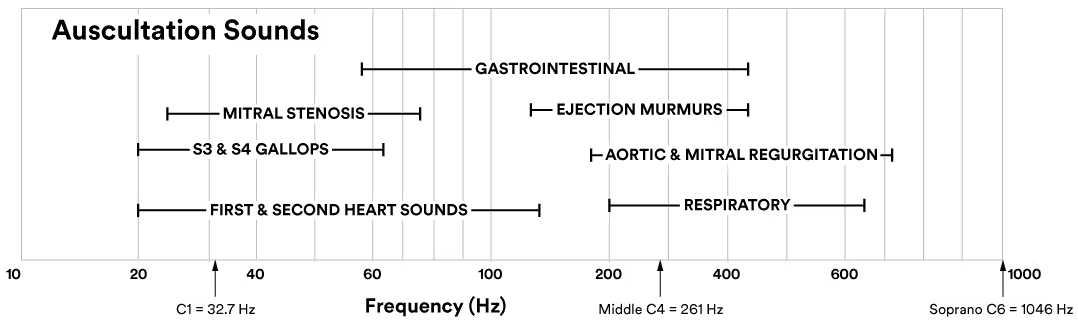 Auscultation Sounds
GASTROINTESTINAL
MITRAL STENOSIS
EJECTION MURMURS
S3 & S4 GALLOPS
AORTIC & MITRAL REGURGITATION
FIRST & SECOND HEART SOUNDS
RESPIRATORY
10 20 40 60 100 200 400 600 1000
C1 = 32.7 Hz Frequency (Hz) Middle C4 = 261 Hz Soprano C6 = 1046 Hz